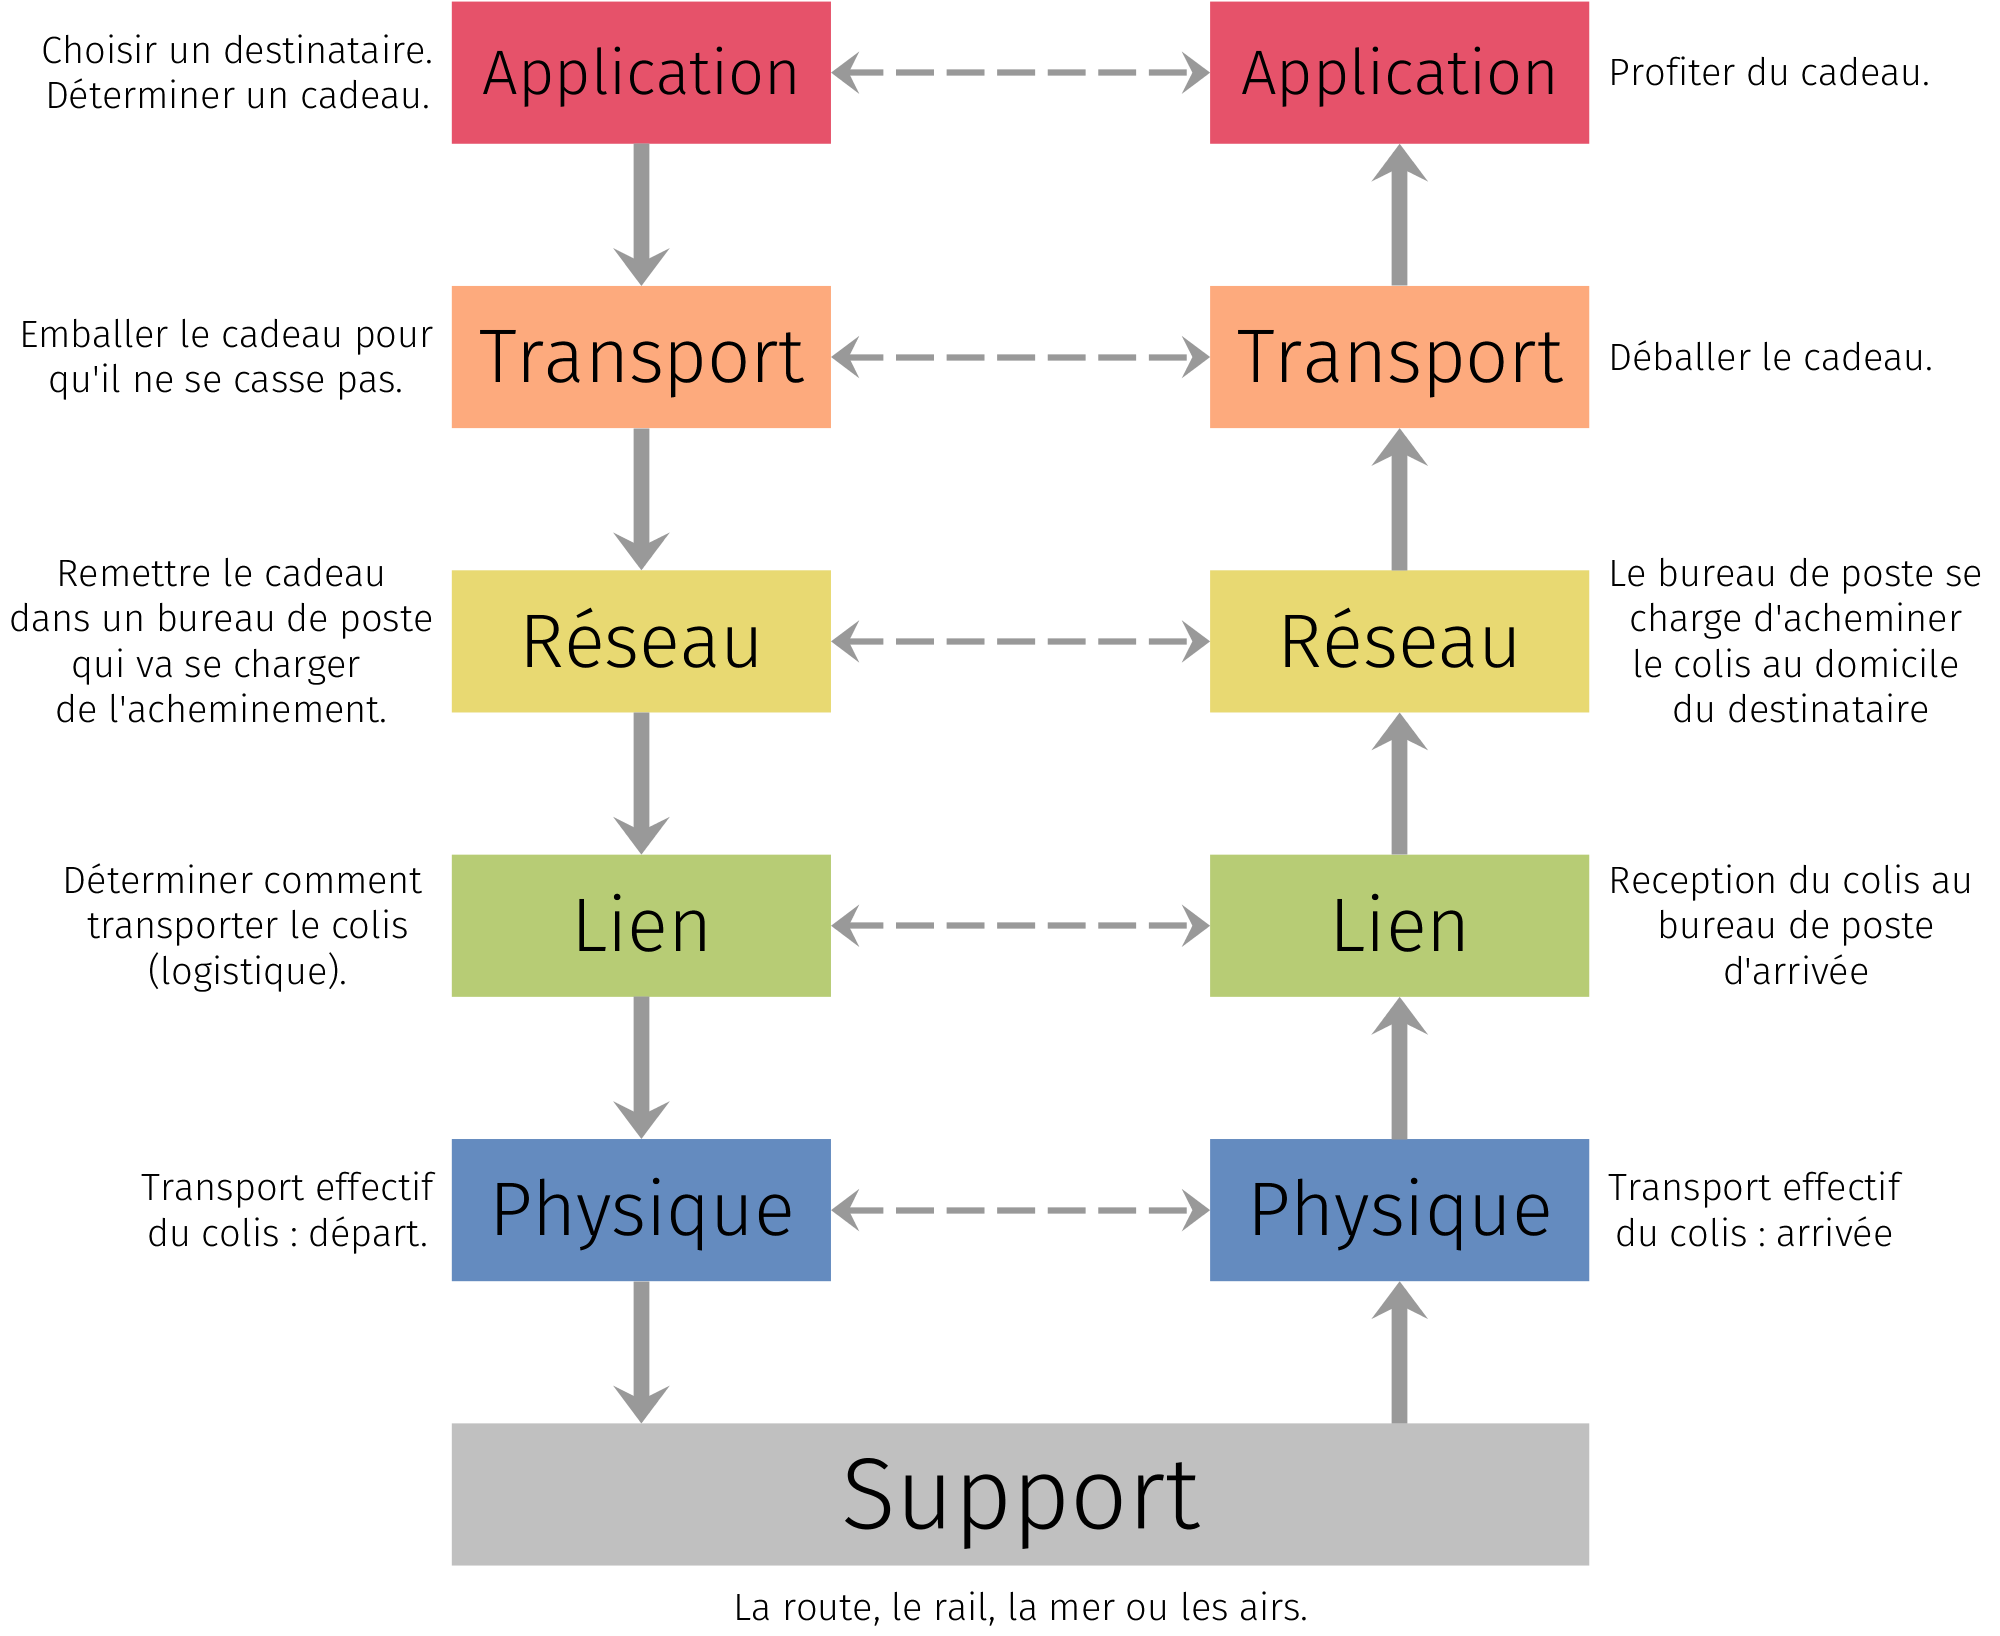 Choisir un destinataire.
Déterminer un cadeau.
Application
Application
Profiter du cadeau.
Emballer le cadeau pour
qu'il ne se casse pas.
Transport
Transport
Déballer le cadeau.
Remettre le cadeau
dans un bureau de poste
qui va se charger
de l'acheminement.
Réseau
Réseau
Le bureau de poste se
charge d'acheminer
le colis au domicile
du destinataire
Déterminer comment
transporter le colis
(logistique).
Lien
Lien
Reception du colis au
bureau de poste
d'arrivée
Transport effectif
du colis : départ.
Physique
Physique
Transport effectif
du colis : arrivée
Support
La route, le rail, la mer ou les airs.